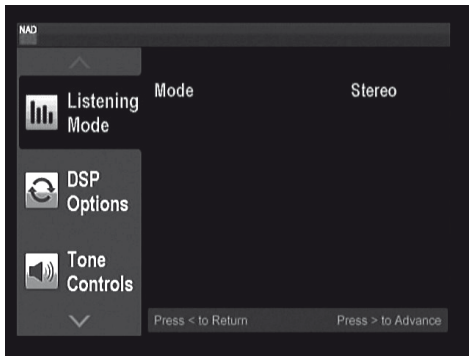 NAD
Listening
Mode
Mode Stereo
DSP
Options
Tone
Controls
Press < to Return Press > to Advance